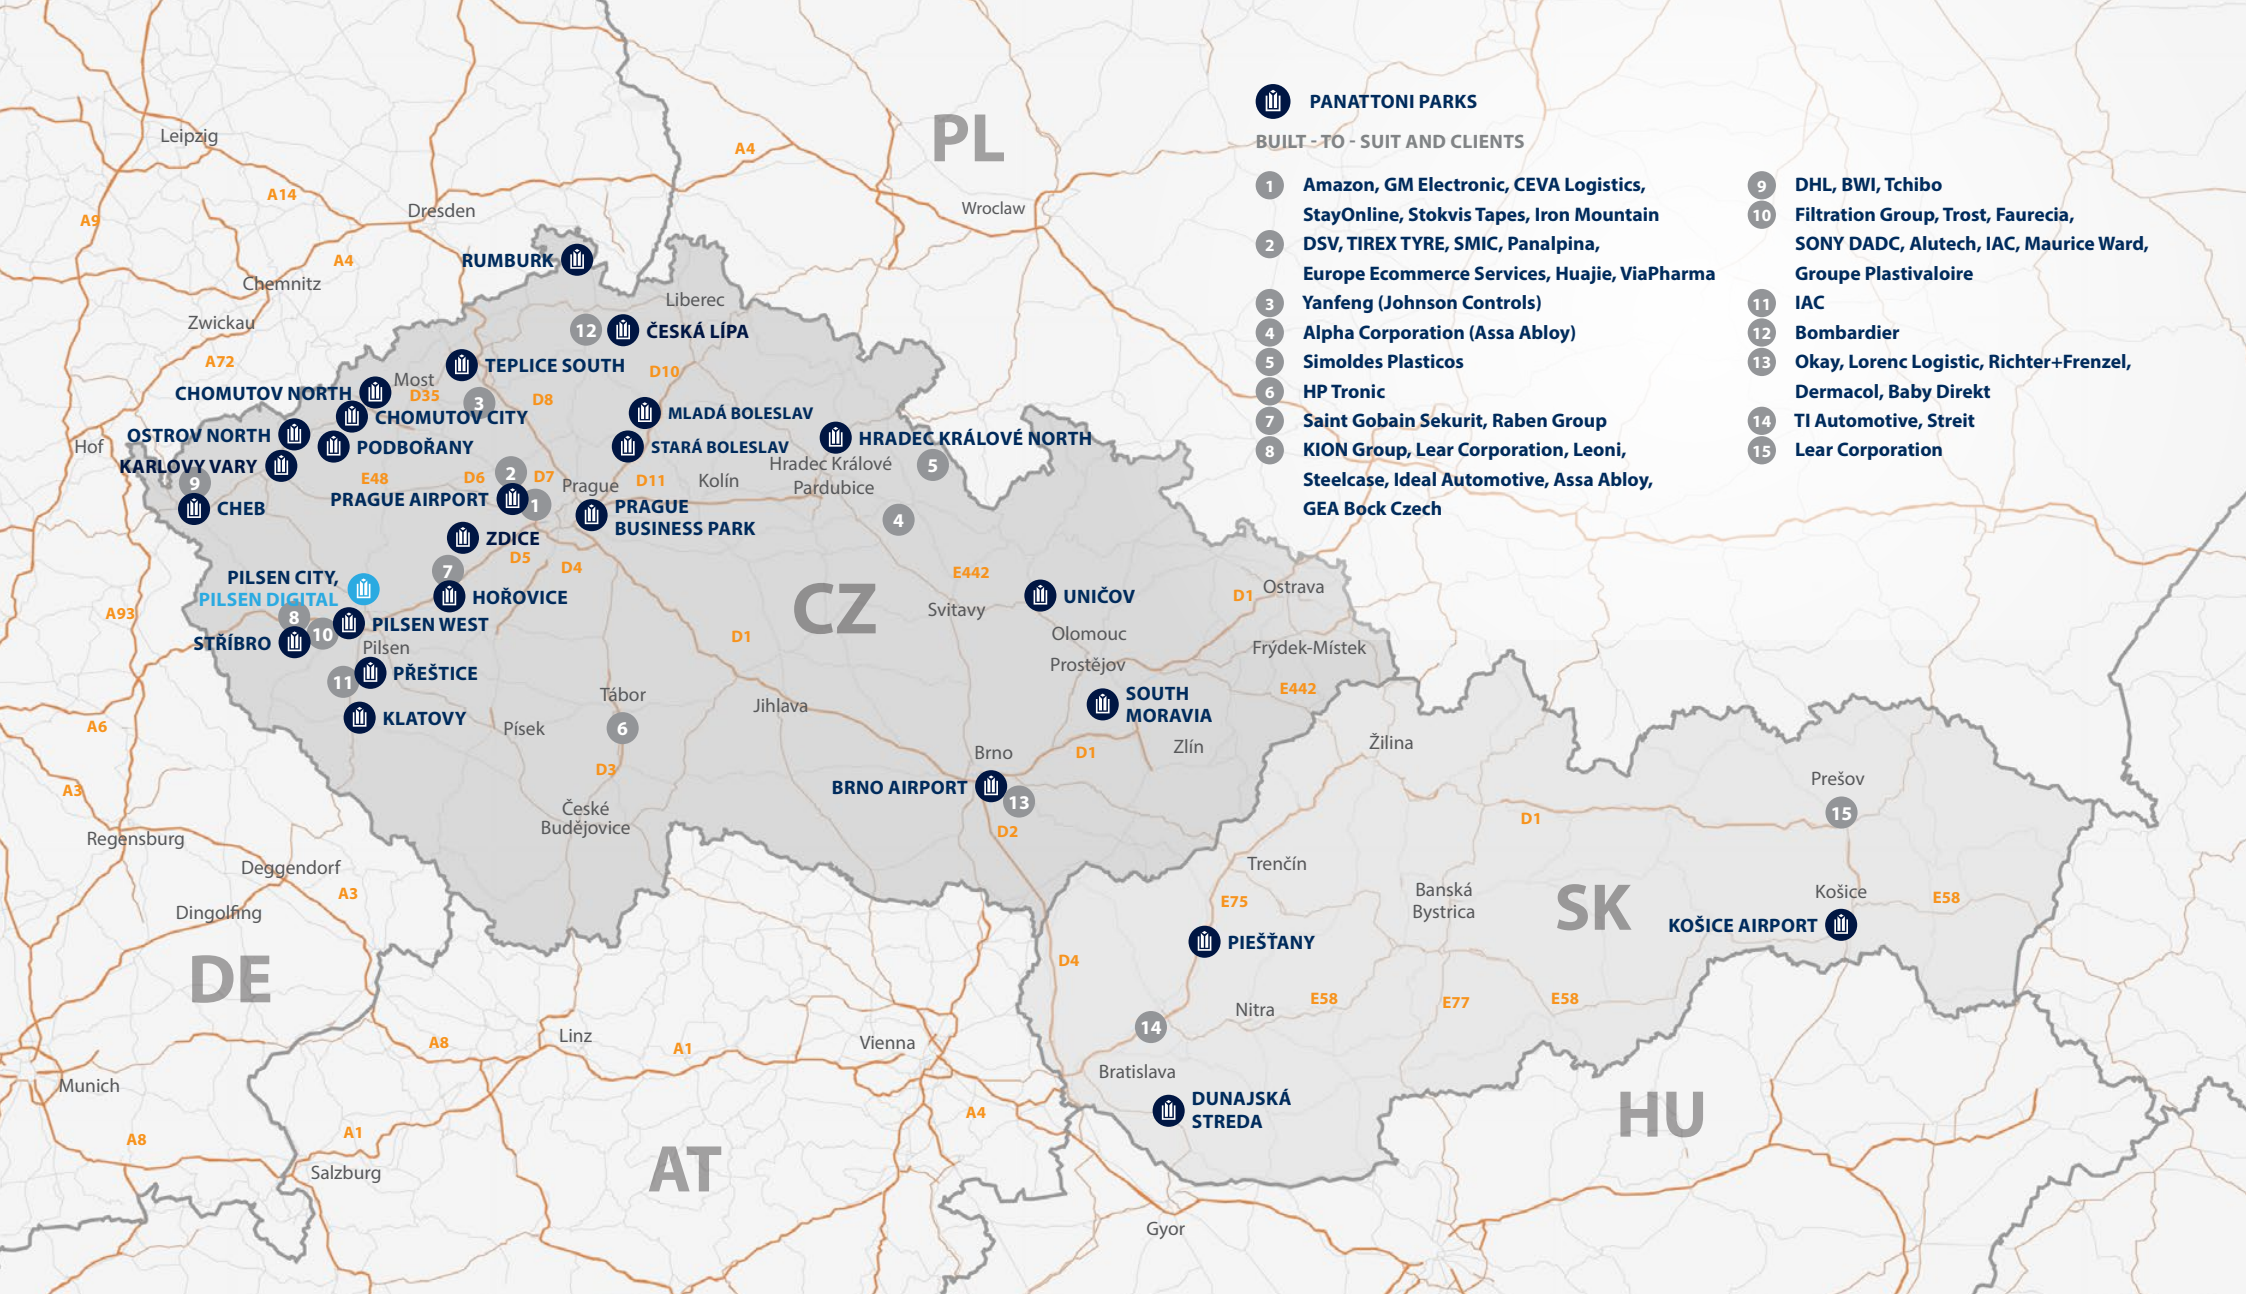 PANATTONI PARKS
BUILT - TO - SUIT AND CLIENTS
1 Amazon, GM Electronic, CEVA Logistics,
StayOnline, Stokvis Tapes, Iron Mountain
2 DSV, TIREX TYRE, SMIC, Panalpina,
Europe Ecommerce Services, Huajie, ViaPharma
3 Yanfeng (Johnson Controls)
4 Alpha Corporation (Assa Abloy)
5 Simoldes Plasticos
6 HP Tronic
7 Saint Gobain Sekurit, Raben Group
8 KION Group, Lear Corporation, Leoni,
Steelcase, Ideal Automotive, Assa Abloy,
GEA Bock Czech
9 DHL, BWI, Tchibo
10 Filtration Group, Trost, Faurecia,
SONY DADC, Alutech, IAC, Maurice Ward,
Groupe Plastivaloire
11 IAC
12 Bombardier
13 Okay, Lorenc Logistic, Richter+Frenzel,
Dermacol, Baby Direkt
14 TI Automotive, Streit
15 Lear Corporation
PL
Leipzig
A4
A14
A9
Dresden
Wroclaw
RUMBURK
A4
Chemnitz
Liberec
Zwickau
12
ČESKÁ LÍPA
A72
TEPLICE SOUTH
D10
Most
CHOMUTOV NORTH
D35
3
D8
CHOMUTOV CITY
MLADÁ BOLESLAV
OSTROV NORTH
Hof
PODBOŘANY
STARÁ BOLESLAV
HRADEC KRÁLOVÉ NORTH
KARLOVY VARY
Hradec Králové
5
9
E48
D6
2
D7
Prague
D11
Kolín
Pardubice
PRAGUE AIRPORT
1
CHEB
PRAGUE
BUSINESS PARK
4
ZDICE
D5
D4
7
E442
PILSEN CITY,
PILSEN DIGITAL
HOŘOVICE
CZ
UNIČOV
D1
Ostrava
Svitavy
A93
8
10
PILSEN WEST
STŘÍBRO
Pilsen
D1
Olomouc
Frýdek-Místek
Prostějov
11
PŘEŠTICE
E442
Tábor
SOUTH
MORAVIA
Jihlava
KLATOVY
Písek
6
A6
Zlín
Žilina
Brno
D1
D3
Prešov
A3
BRNO AIRPORT
13
České
Budějovice
15
D1
D2
Regensburg
Trenčín
Deggendorf
A3
Banská
Bystrica
SK
Košice
E58
E75
Dingolfing
KOŠICE AIRPORT
PIEŠŤANY
D4
DE
E58
E77
E58
Nitra
14
Linz
A8
A1
Vienna
Bratislava
Munich
DUNAJSKÁ
STREDA
A4
HU
A1
A8
AT
Salzburg
Gyor